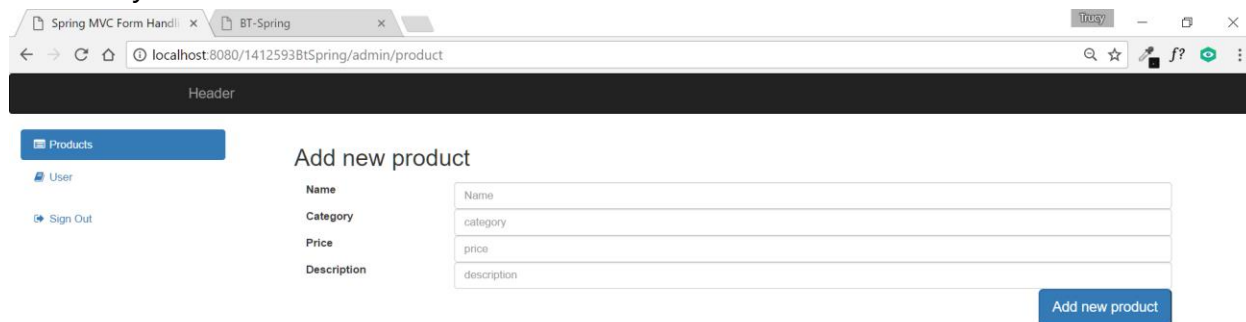 Spring MVC Form Handli
BT-Spring
Trucy
localhost:8080/1412593BtSpring/admin/product
f?
Header
Products
User
Sign Out
Add new product
Name
Name
Category
category
Price
price
Description
description
Add new product